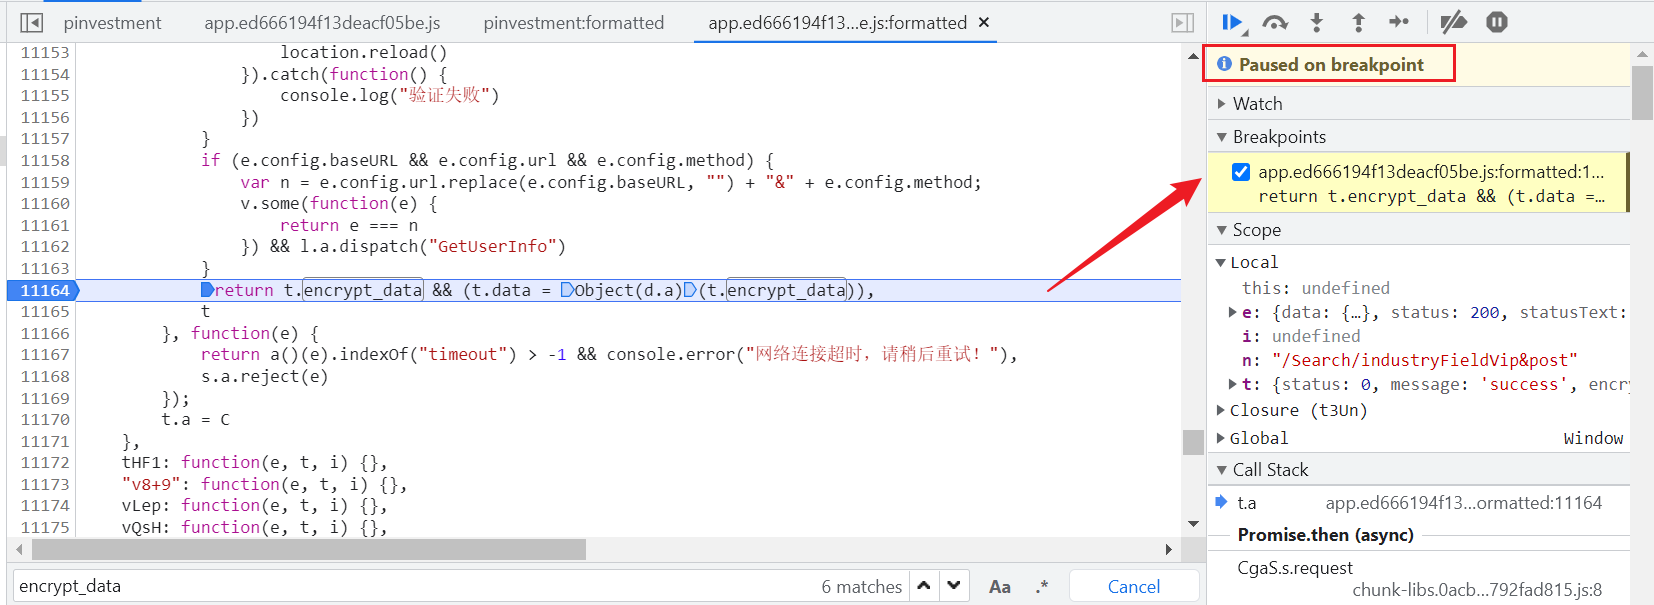 pinvestment app.ed666194f13deacf05be.js pinvestment:formatted app.ed666194f13...e.js:formatted ×
11153 location.reload()
11154 }).catch(function() {
11155 console.log("验证失败")
11156 })
11157 }
11158 if (e.config.baseURL && e.config.url && e.config.method) {
11159 var n = e.config.url.replace(e.config.baseURL, "") + "&" + e.config.method;
11160 v.some(function(e) {
11161 return e === n
11162 }) && l.a.dispatch("GetUserInfo")
11163 }
11164 return t.encrypt_data && (t.data = Object(d.a)(t.encrypt_data)),
11165 t
11166 }, function(e) {
11167 return a()(e).indexOf("timeout") > -1 && console.error("网络连接超时，请稍后重试！"),
11168 s.a.reject(e)
11169 });
11170 t.a = C
11171 },
11172 tHF1: function(e, t, i) {},
11173 "v8+9": function(e, t, i) {},
11174 vLep: function(e, t, i) {},
11175 vQsH: function(e, t, i) {},
encrypt_data 6 matches Aa .* Cancel
Paused on breakpoint
Watch
Breakpoints
app.ed666194f13deacf05be.js:formatted:1...
return t.encrypt_data && (t.data =...
Scope
Local
this: undefined
e: {data: {…}, status: 200, statusText:
i: undefined
n: "/Search/industryFieldVip&post"
t: {status: 0, message: 'success', encry
Closure (t3Un)
Global Window
Call Stack
t.a app.ed666194f13...ormatted:11164
Promise.then (async)
CgaS.s.request
chunk-libs.0acb...792fad815.js:8